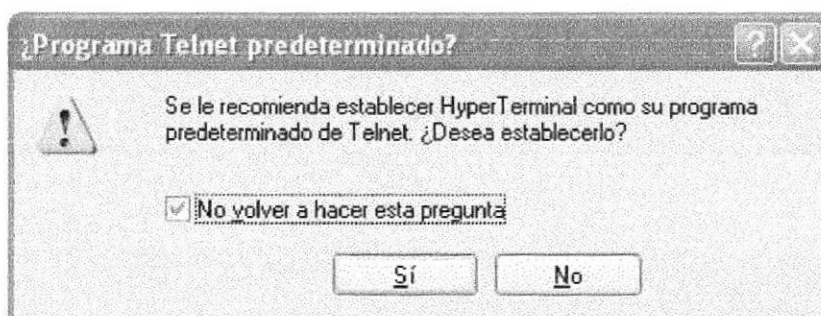 ¿Programa Telnet predeterminado?
Se le recomienda establecer HyperTerminal como su programa
predeterminado de Telnet. ¿Desea establecerlo?
No volver a hacer esta pregunta
Sí
No